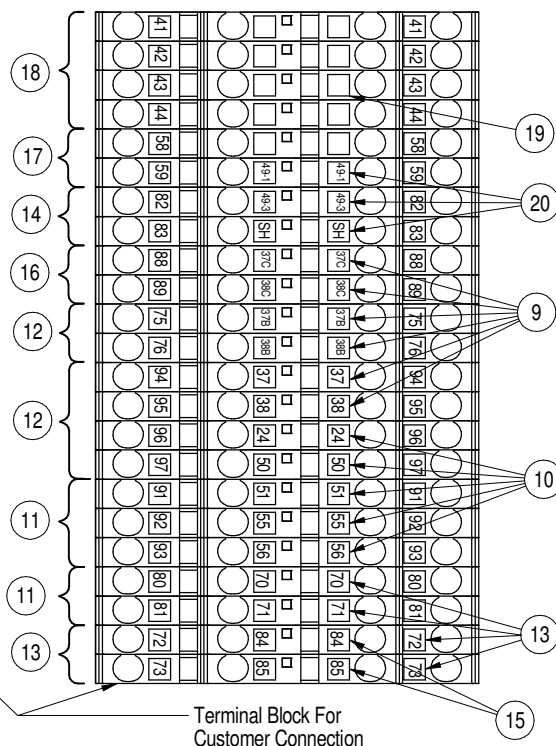 41 41
42 42
18 43 43
44 44 19
17 58 58
59 49-1 49-1 59
14 82 49-3 49-3 82 20
83 SH SH 83
16 88 37C 37C 88
89 38C 38C 89 9
12 75 37B 37B 75
76 38B 38B 76
94 37 37 94
12 95 38 38 95
96 24 24 96
97 50 50 97 10
91 51 51 91
11 92 55 55 92
93 56 56 93
11 80 70 70 80
81 71 71 81 13
13 72 84 84 72
73 85 85 73
15
Terminal Block For
Customer Connection